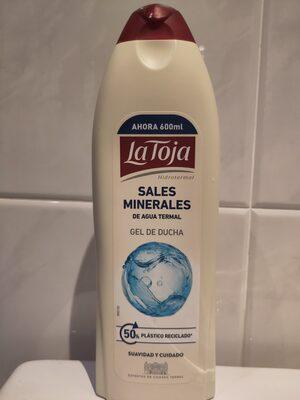 AHORA 600ml
La Toja
Hidrotermal
SALES
MINERALES
DE AGUA TERMAL
GEL DE DUCHA
50% PLÁSTICO RECICLADO*
SUAVIDAD Y CUIDADO